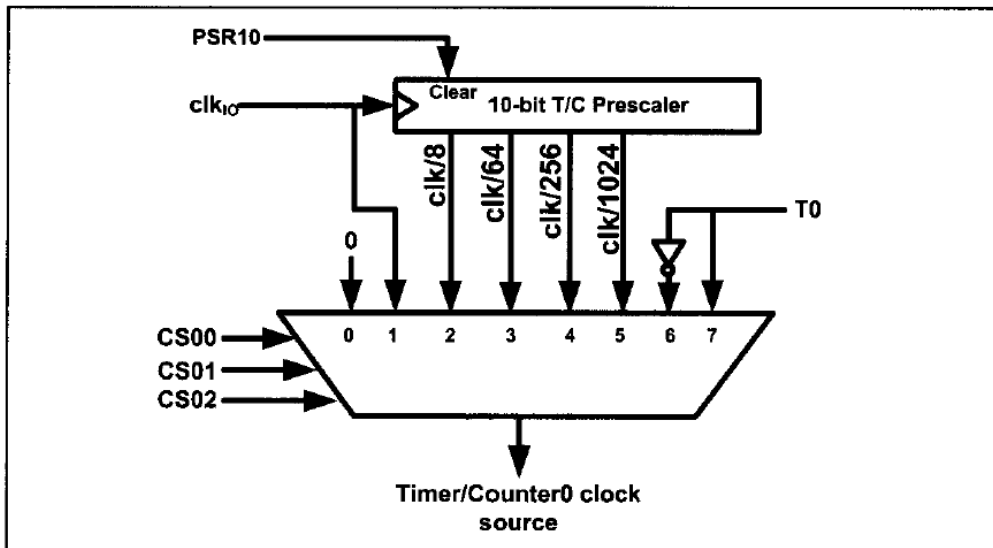 PSR10
Clear
clkIO
10-bit T/C Prescaler
clk/8
clk/64
clk/256
clk/1024
T0
0
0 1 2 3 4 5 6 7
CS00
CS01
CS02
Timer/Counter0 clock
source